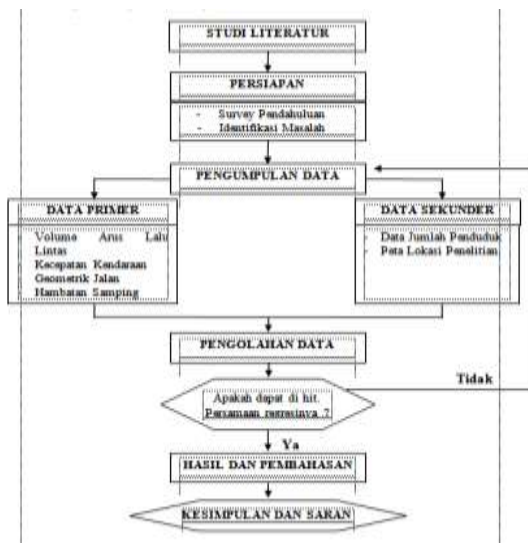 STUDI LITERATUR
PERSIAPAN
- Survey Pendahuluan
- Identifikasi Masalah
PENGUMPULAN DATA
DATA PRIMER
- Volume Arus Lalu
Lintas
Kecepatan Kendaraan
Geometrik Jalan
Hambatan Samping
DATA SEKUNDER
- Data Jumlah Penduduk
- Peta Lokasi Penelitian
PENGOLAHAN DATA
Tidak
Apakah dapat di hit.
Persamaan regresinya ?
Ya
HASIL DAN PEMBAHASAN
KESIMPULAN DAN SARAN